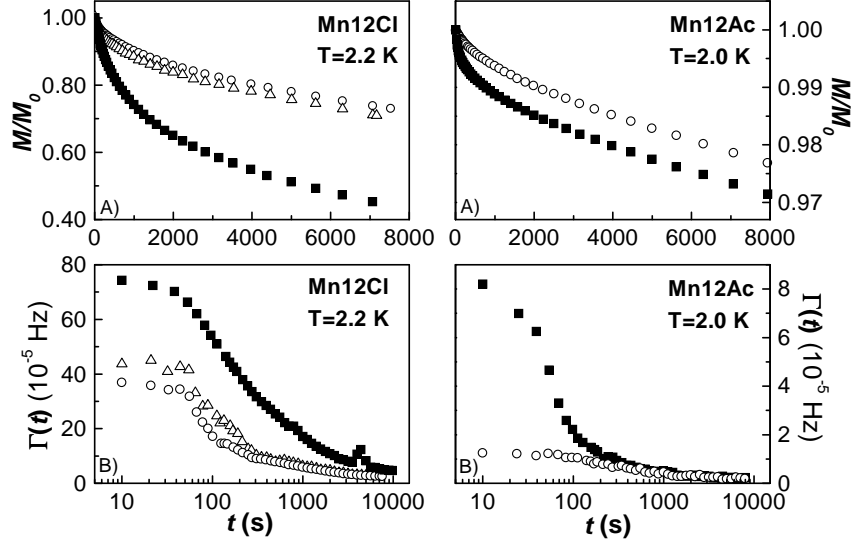 Mn12Cl
T=2.2 K
1.00
0.80
0.60
0.40
M/M0
A)
0 2000 4000 6000 8000
Mn12Ac
T=2.0 K
1.00
0.99
0.98
0.97
M/M0
A)
0 2000 4000 6000 8000
Mn12Cl
T=2.2 K
80
60
40
20
0
Γ(t) (10-5 Hz)
B)
10 100 1000 10000
t (s)
Mn12Ac
T=2.0 K
8
6
4
2
0
Γ(t) (10-5 Hz)
B)
10 100 1000 10000
t (s)